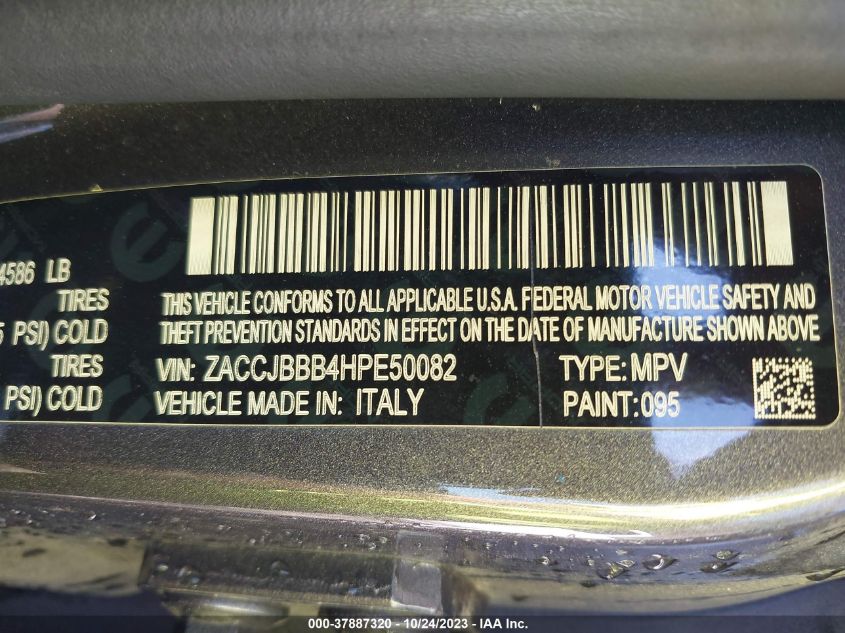 4586 LB
TIRES
5 PSI) COLD
TIRES
PSI) COLD
THIS VEHICLE CONFORMS TO ALL APPLICABLE U.S.A. FEDERAL MOTOR VEHICLE SAFETY AND
THEFT PREVENTION STANDARDS IN EFFECT ON THE DATE OF MANUFACTURE SHOWN ABOVE
VIN: ZACCJBBB4HPE50082 TYPE: MPV
VEHICLE MADE IN: ITALY PAINT: 095
000-37887320 - 10/24/2023 - IAA Inc.